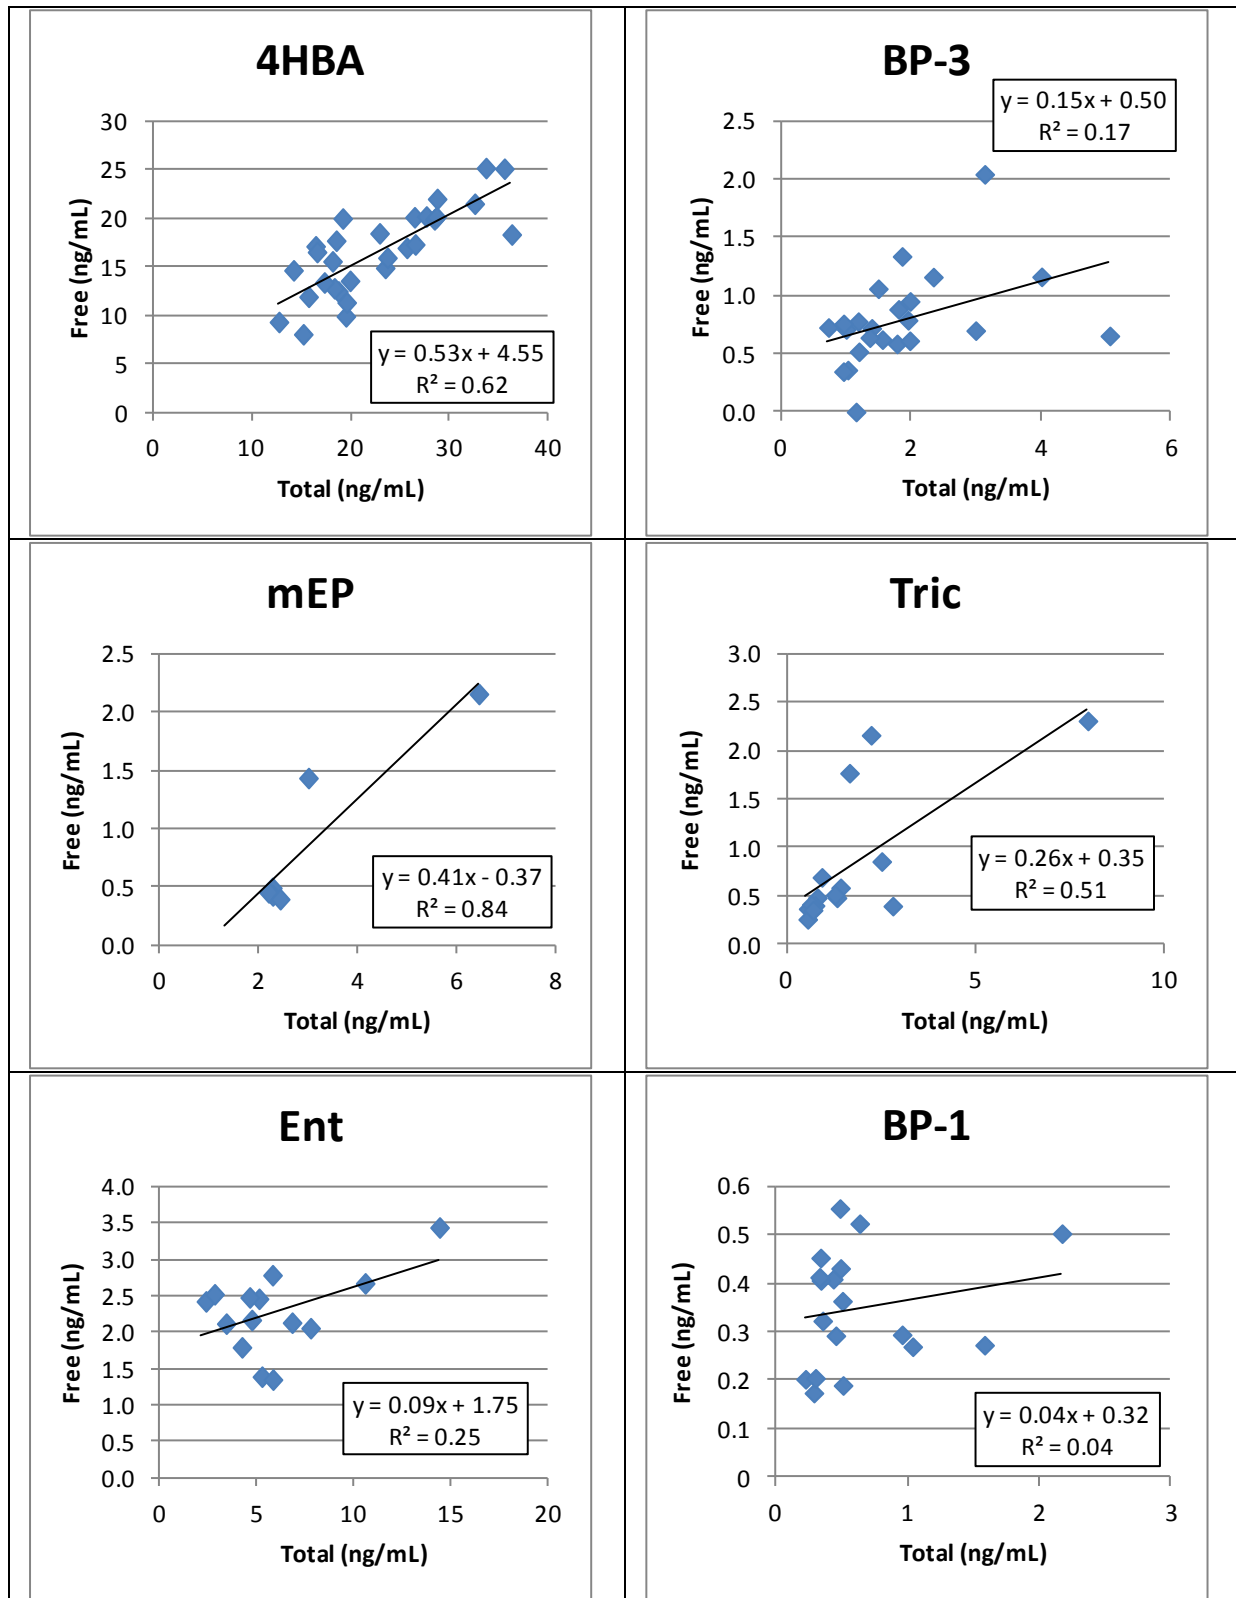 4HBA
y = 0.53x + 4.55
R² = 0.62
30
25
20
15
10
5
0
0 10 20 30 40
Free (ng/mL)
Total (ng/mL)
BP-3
y = 0.15x + 0.50
R² = 0.17
2.5
2.0
1.5
1.0
0.5
0.0
0 2 4 6
Free (ng/mL)
Total (ng/mL)
mEP
2.5
2.0
1.5
1.0
0.5
0.0
y = 0.41x - 0.37
R² = 0.84
0 2 4 6 8
Free (ng/mL)
Total (ng/mL)
Tric
3.0
2.5
2.0
1.5
1.0
0.5
0.0
y = 0.26x + 0.35
R² = 0.51
0 5 10
Free (ng/mL)
Total (ng/mL)
Ent
4.0
3.5
3.0
2.5
2.0
1.5
1.0
0.5
0.0
y = 0.09x + 1.75
R² = 0.25
0 5 10 15 20
Free (ng/mL)
Total (ng/mL)
BP-1
0.6
0.5
0.4
0.3
0.2
0.1
0
y = 0.04x + 0.32
R² = 0.04
0 1 2 3
Free (ng/mL)
Total (ng/mL)